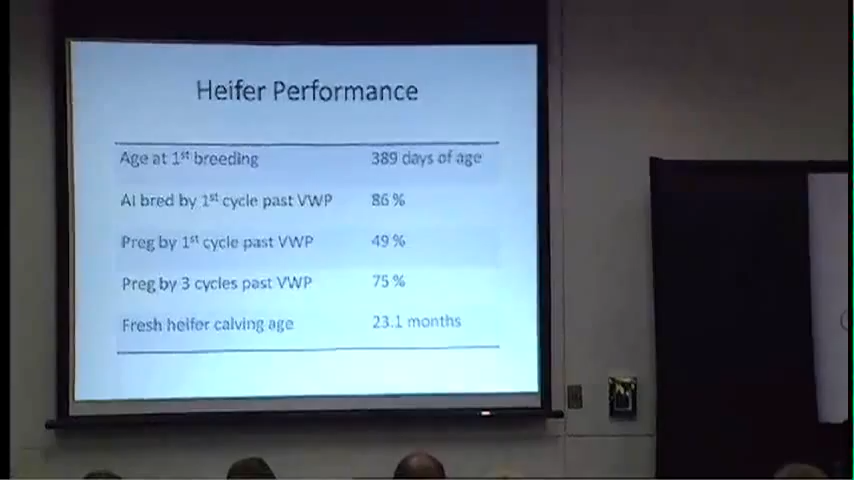 Heifer Performance
Age at 1st breeding 389 days of age
AI bred by 1st cycle past VWP 86 %
Preg by 1st cycle past VWP 49 %
Preg by 3 cycles past VWP 75 %
Fresh heifer calving age 23.1 months